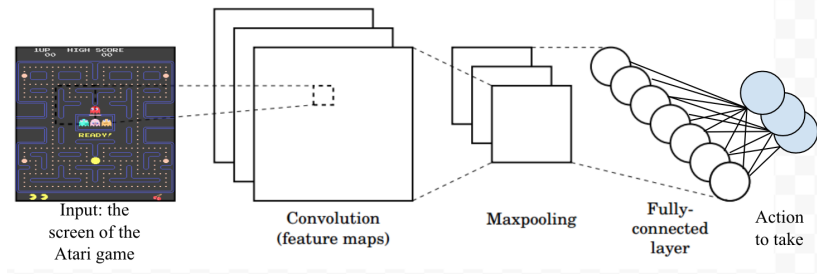 1UP HIGH SCORE
00 00
READY!
Input: the
screen of the
Atari game
Convolution
(feature maps)
Maxpooling
Fully-
connected
layer
Action
to take